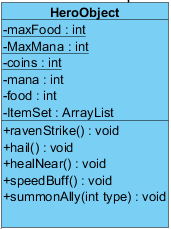 HeroObject
-maxFood : int
-MaxMana : int
-coins : int
-mana : int
-food : int
-ItemSet : ArrayList
+ravenStrike() : void
+hail() : void
+healNear() : void
+speedBuff() : void
+summonAlly(int type) : void